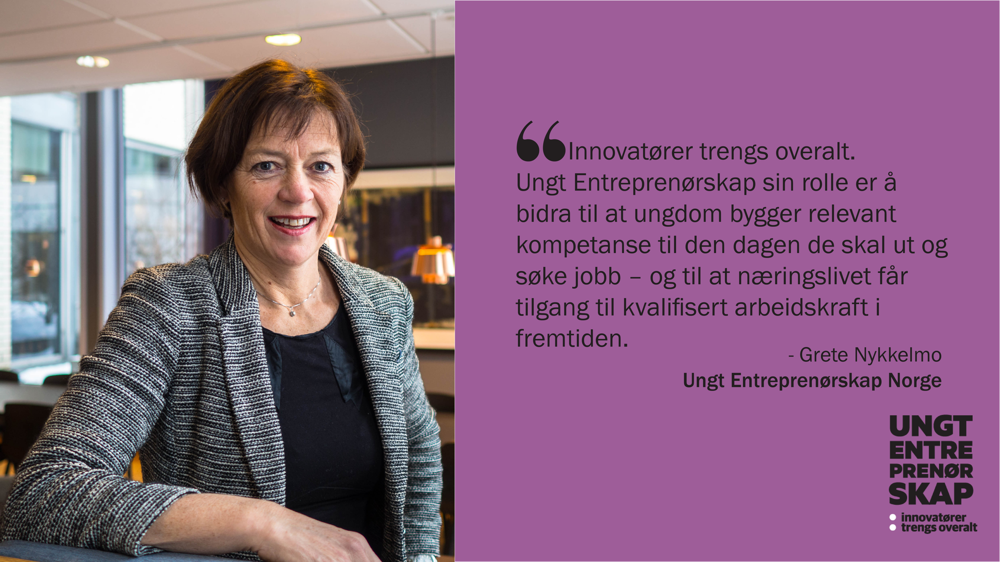 “Innovatører trengs overalt.
Ungt Entreprenørskap sin rolle er å
bidra til at ungdom bygger relevant
kompetanse til den dagen de skal ut og
søke jobb – og til at næringslivet får
tilgang til kvalifisert arbeidskraft i
fremtiden.
- Grete Nykkelmo
Ungt Entreprenørskap Norge
UNGT
ENTRE
PRENØR
SKAP
innovatører
trengs overalt